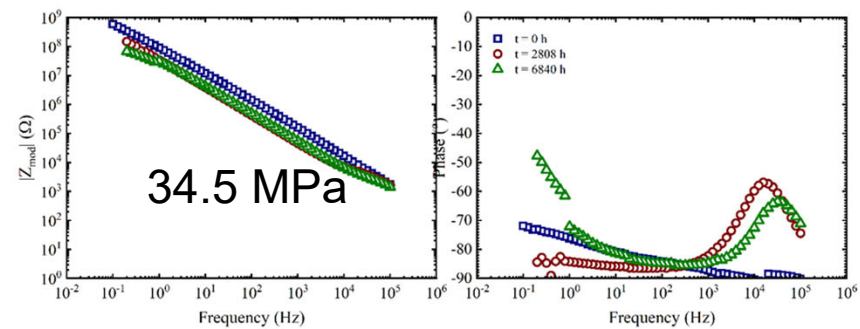 10⁹
10⁸
10⁷
10⁶
10⁵
10⁴
10³
10²
10¹
10⁰
|Z_mod| (Ω)
34.5 MPa
10⁻² 10⁻¹ 10⁰ 10¹ 10² 10³ 10⁴ 10⁵ 10⁶
Frequency (Hz)
0
-10
-20
-30
-40
-50
-60
-70
-80
-90
Phase (°)
t = 0 h
t = 2808 h
t = 6840 h
10⁻² 10⁻¹ 10⁰ 10¹ 10² 10³ 10⁴ 10⁵ 10⁶
Frequency (Hz)